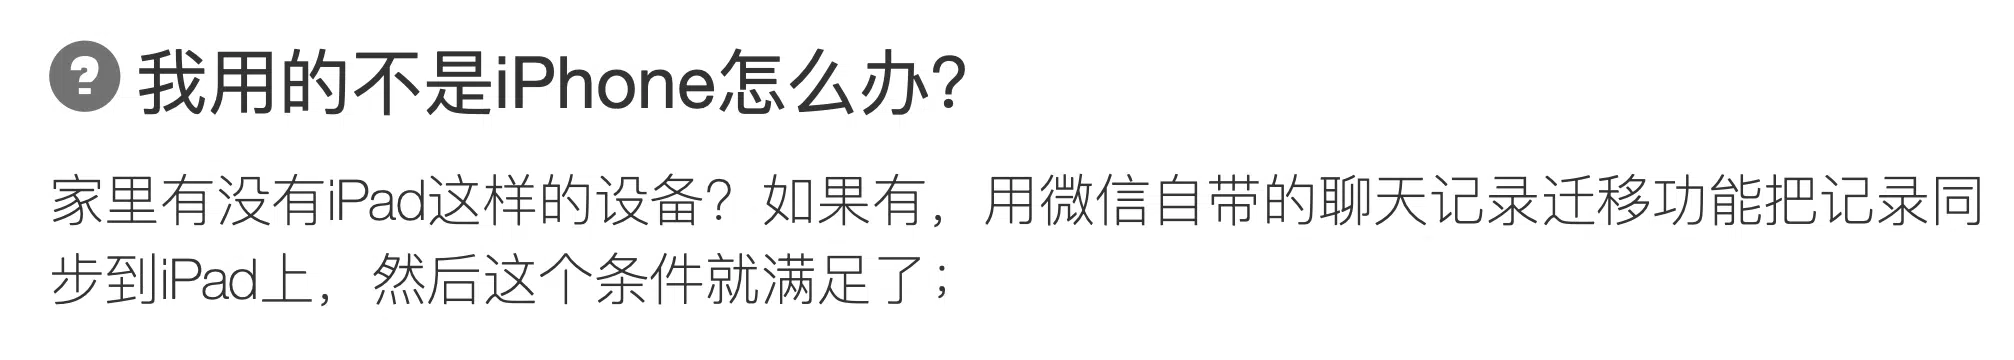 我用的不是iPhone怎么办？
家里有没有iPad这样的设备？如果有，用微信自带的聊天记录迁移功能把记录同
步到iPad上，然后这个条件就满足了；